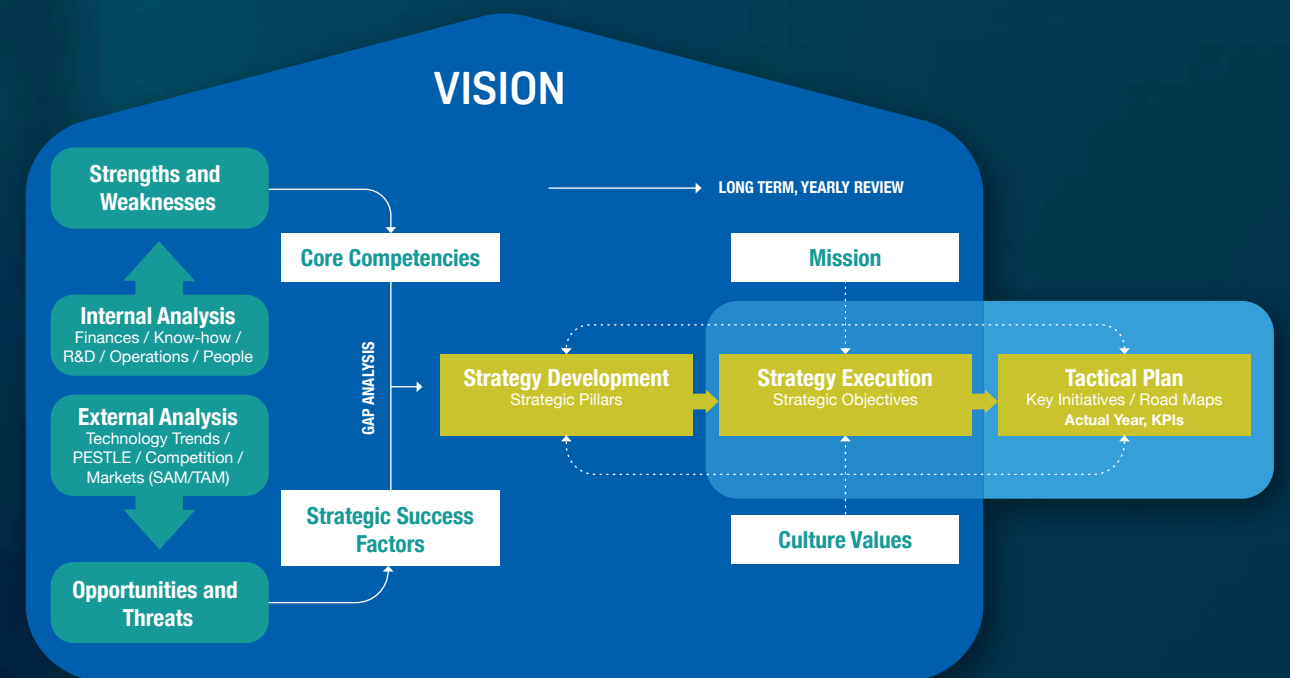 VISION
Strengths and
Weaknesses
LONG TERM, YEARLY REVIEW
Core Competencies
Mission
Internal Analysis
Finances / Know-how /
R&D / Operations / People
GAP ANALYSIS
Strategy Development
Strategic Pillars
Strategy Execution
Strategic Objectives
Tactical Plan
Key Initiatives / Road Maps
Actual Year, KPIs
External Analysis
Technology Trends /
PESTLE / Competition /
Markets (SAM/TAM)
Strategic Success
Factors
Culture Values
Opportunities and
Threats